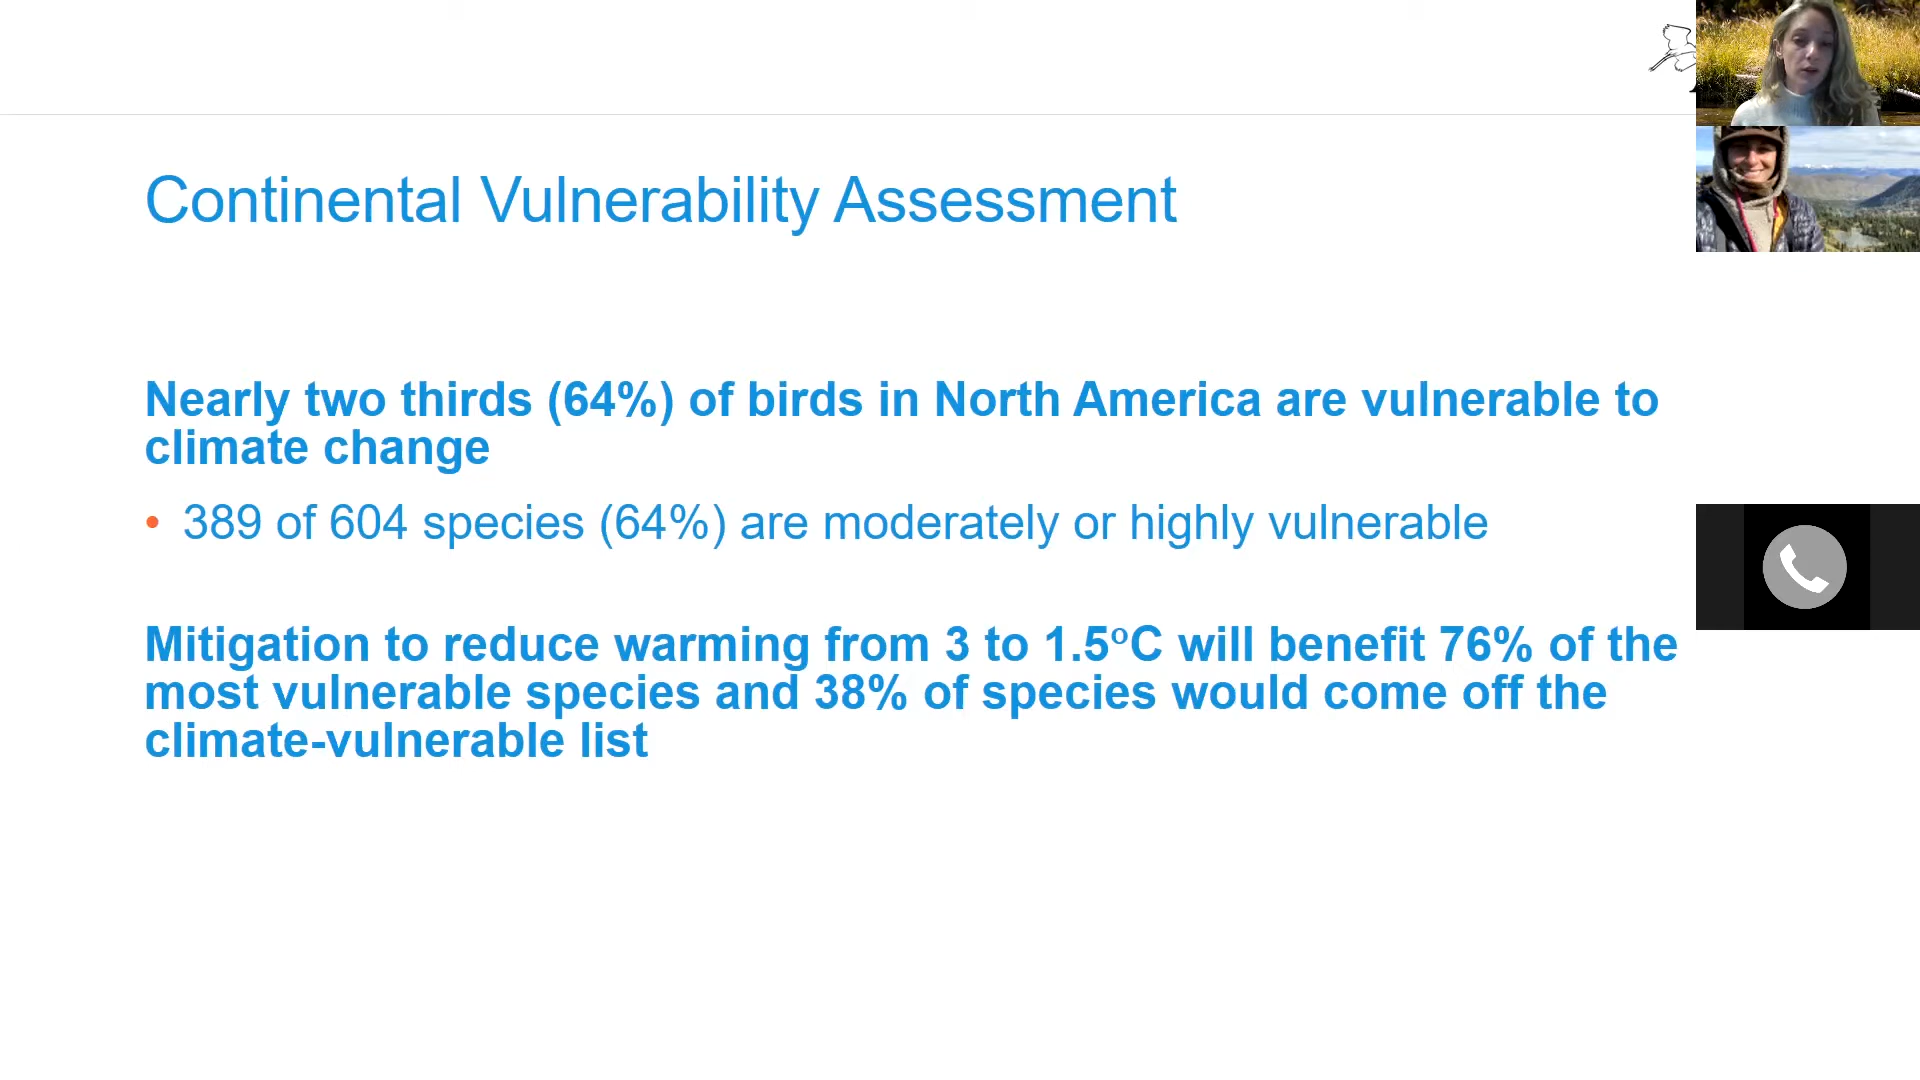 Continental Vulnerability Assessment
Nearly two thirds (64%) of birds in North America are vulnerable to
climate change
• 389 of 604 species (64%) are moderately or highly vulnerable
Mitigation to reduce warming from 3 to 1.5ºC will benefit 76% of the
most vulnerable species and 38% of species would come off the
climate-vulnerable list